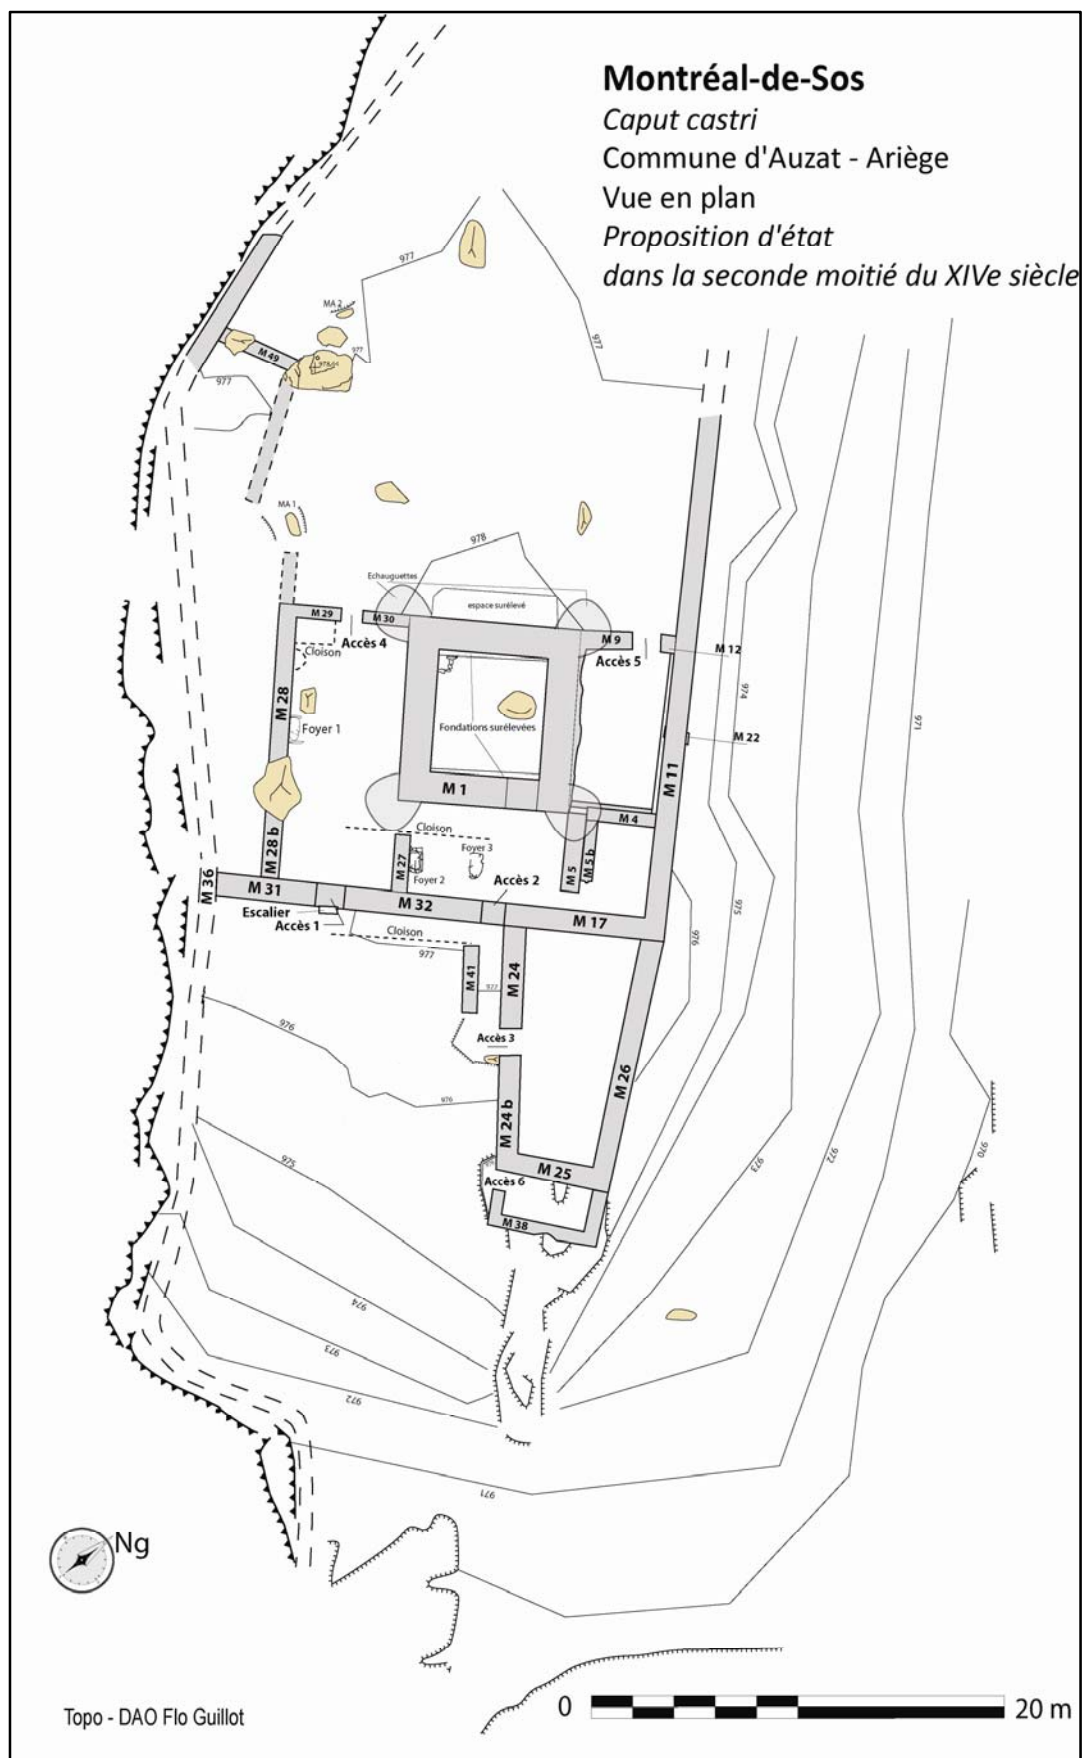 Montréal-de-Sos
Caput castri
Commune d'Auzat - Ariège
Vue en plan
Proposition d'état
dans la seconde moitié du XIVe siècle
977
MA 2
977
977
M 49
977
MA 1
978
Echauguettes
espace surélevé
M 29
M 30
Accès 4
M 9
Accès 5
M 12
Cloison
974
971
M 28
Foyer 1
Fondations surélevées
M 22
M 11
M 1
M 4
Cloison
M 28 b
M 27
Foyer 2
Foyer 3
M 5
M 5 b
Accès 2
M 36
M 31
Escalier
Accès 1
M 32
M 17
975
976
Cloison
977
M 41
977
M 24
976
Accès 3
976
M 26
M 24 b
975
973
972
970
M 25
Accès 6
M 38
974
973
972
971
Ng
Topo - DAO Flo Guillot
0
20 m